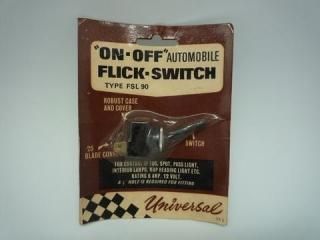 "ON-OFF" AUTOMOBILE
FLICK-SWITCH
TYPE FSL 90
ROBUST CASE
AND COVER
SWITCH
.25
BLADE CONN
FOR CONTROL OF FOG, SPOT, PASS LIGHT,
INTERIOR LAMPS, MAP READING LIGHT ETC.
RATING 6 AMP. 12 VOLT.
HOLE IS REQUIRED FOR FITTING
Universal